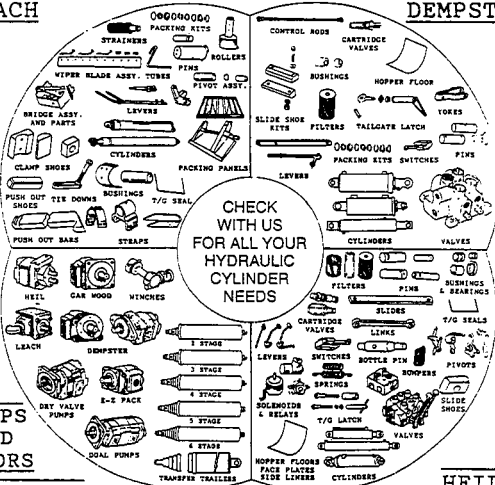 ACH
DEMPST
STRAINERS
PACKING KITS
ROLLERS
PINS
WIPER BLADE ASSY.
TUBES
PIVOT ASSY.
BRIDGE ASSY.
AND PARTS
LEVERS
CYLINDERS
CLAMP SHOES
PACKING PANELS
PUSH OUT
SHOES
TIE DOWNS
BUSHINGS
T/G SEAL
PUSH OUT BARS
STRAPS
CONTROL RODS
CARTRIDGE
VALVES
BUSHINGS
HOPPER FLOOR
SLIDE SHOE
KITS
FILTERS
TAILGATE LATCH
YOKES
LEVERS
PACKING KITS
SWITCHES
PINS
CYLINDERS
VALVES
CHECK
WITH US
FOR ALL YOUR
HYDRAULIC
CYLINDER
NEEDS
HEIL
GAR WOOD
WINCHES
LEACH
DEMPSTER
DRY VALVE
PUMPS
E-Z PACK
DUAL PUMPS
2 STAGE
3 STAGE
4 STAGE
5 STAGE
6 STAGE
TRANSFER TRAILERS
PS
D
ORS
FILTERS
PINS
BUSHINGS
& BEARINGS
CARTRIDGE
VALVES
SLIDES
T/G SEALS
LINKS
LEVERS
SWITCHES
BOTTLE PIN
BUMPERS
PIVOTS
SPRINGS
SOLENOIDS
& RELAYS
SLIDE
SHOES
T/G LATCH
VALVES
HOPPER FLOORS
FACE PLATES
SIDE LINERS
CYLINDERS
HEIL